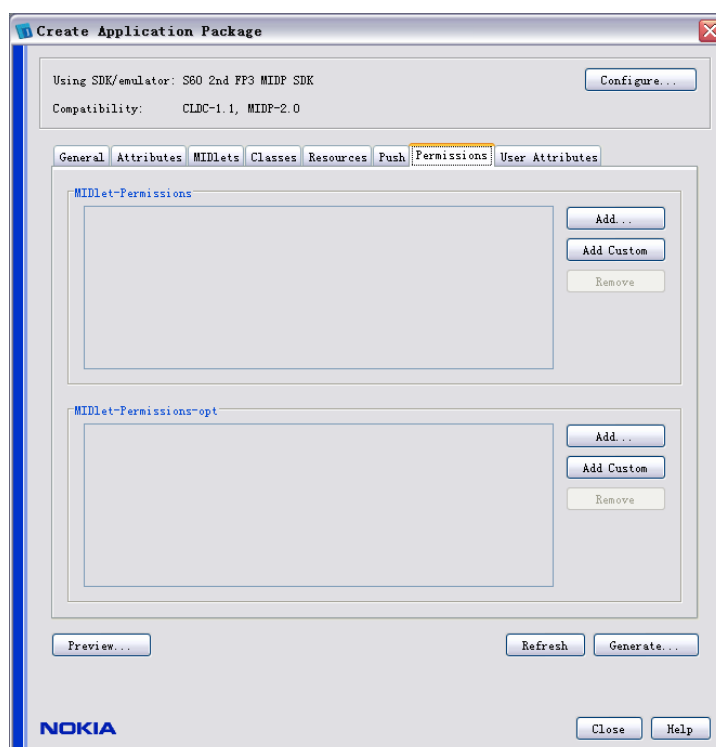 Create Application Package
Using SDK/emulator: S60 2nd FP3 MIDP SDK
Configure...
Compatibility: CLDC-1.1, MIDP-2.0
General Attributes MIDlets Classes Resources Push Permissions User Attributes
MIDlet-Permissions
Add...
Add Custom
Remove
MIDlet-Permissions-opt
Add...
Add Custom
Remove
Preview... Refresh Generate...
NOKIA Close Help